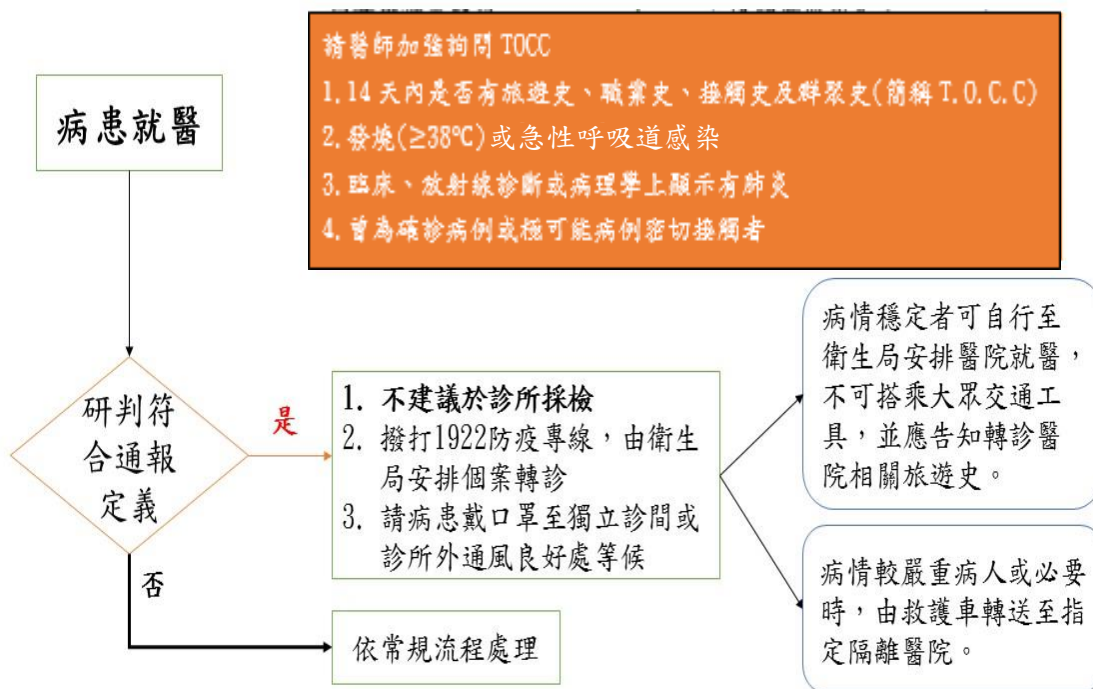 請醫師加強詢問TOCC
1.14天內是否有旅遊史、職業史、接觸史及群聚史(簡稱T.O.C.C)
2.發燒(≥38℃)或急性呼吸道感染
3.臨床、放射線診斷或病理學上顯示有肺炎
4.曾為確診病例或極可能病例密切接觸者
病患就醫
研判符
合通報
定義
是
否
1. 不建議於診所採檢
2. 撥打1922防疫專線，由衛生
局安排個案轉診
3. 請病患戴口罩至獨立診間或
診所外通風良好處等候
依常規流程處理
病情穩定者可自行至
衛生局安排醫院就醫，
不可搭乘大眾交通工
具，並應告知轉診醫
院相關旅遊史。
病情較嚴重病人或必要
時，由救護車轉送至指
定隔離醫院。